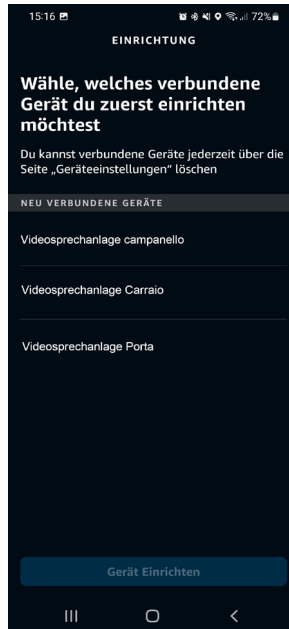 15:16 72%
EINRICHTUNG
Wähle, welches verbundene
Gerät du zuerst einrichten
möchtest
Du kannst verbundene Geräte jederzeit über die
Seite „Geräteeinstellungen“ löschen
NEU VERBUNDENE GERÄTE
Videosprechanlage campanello
Videosprechanlage Carraio
Videosprechanlage Porta
Gerät Einrichten